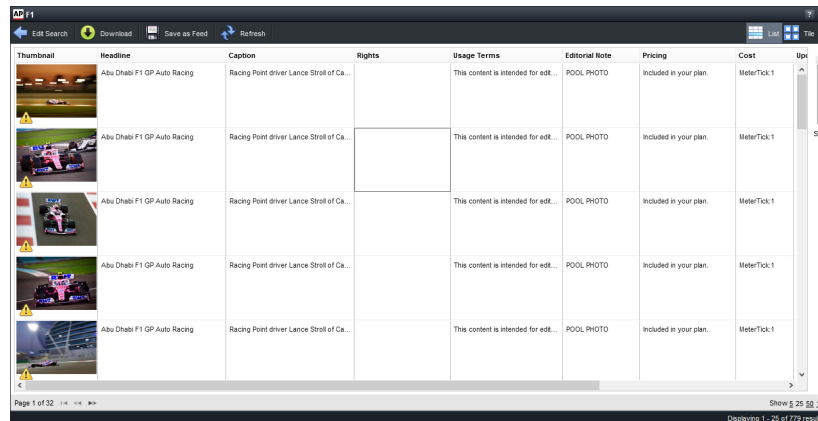 AP F1 ?
Edit Search Download Save as Feed Refresh List Tile
Thumbnail Headline Caption Rights Usage Terms Editorial Note Pricing Cost Upd
Abu Dhabi F1 GP Auto Racing Racing Point driver Lance Stroll of Ca... This content is intended for edit... POOL PHOTO Included in your plan. MeterTick:1
Abu Dhabi F1 GP Auto Racing Racing Point driver Lance Stroll of Ca... This content is intended for edit... POOL PHOTO Included in your plan. MeterTick:1
Abu Dhabi F1 GP Auto Racing Racing Point driver Lance Stroll of Ca... This content is intended for edit... POOL PHOTO Included in your plan. MeterTick:1
Abu Dhabi F1 GP Auto Racing Racing Point driver Lance Stroll of Ca... This content is intended for edit... POOL PHOTO Included in your plan. MeterTick:1
Abu Dhabi F1 GP Auto Racing Racing Point driver Lance Stroll of Ca... This content is intended for edit... POOL PHOTO Included in your plan. MeterTick:1
Page 1 of 32 Show 5 25 50
Displaying 1 - 25 of 779 resu